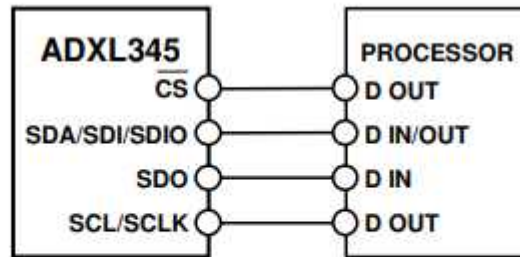 ADXL345 PROCESSOR
CS D OUT
SDA/SDI/SDIO D IN/OUT
SDO D IN
SCL/SCLK D OUT